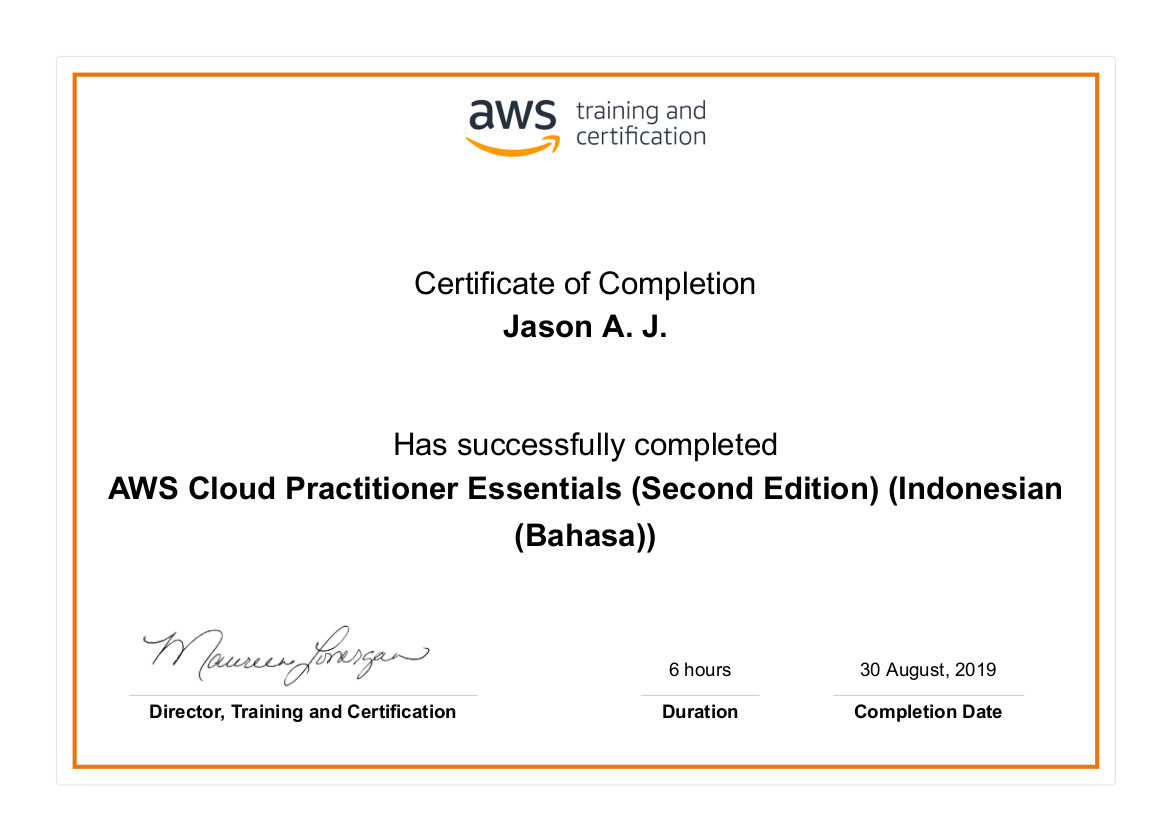 aws training and
certification
Certificate of Completion
Jason A. J.
Has successfully completed
AWS Cloud Practitioner Essentials (Second Edition) (Indonesian
(Bahasa))
Maureen Lonergan
6 hours
30 August, 2019
Director, Training and Certification
Duration
Completion Date